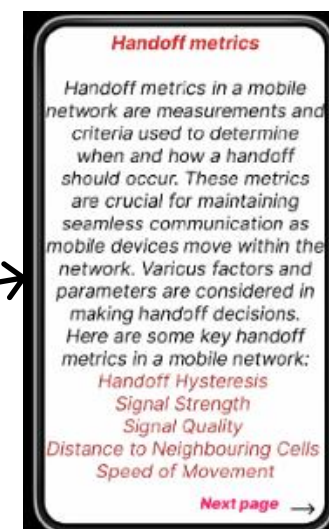 Handoff metrics
Handoff metrics in a mobile
network are measurements and
criteria used to determine
when and how a handoff
should occur. These metrics
are crucial for maintaining
seamless communication as
mobile devices move within the
network. Various factors and
parameters are considered in
making handoff decisions.
Here are some key handoff
metrics in a mobile network:
Handoff Hysteresis
Signal Strength
Signal Quality
Distance to Neighbouring Cells
Speed of Movement
Next page →